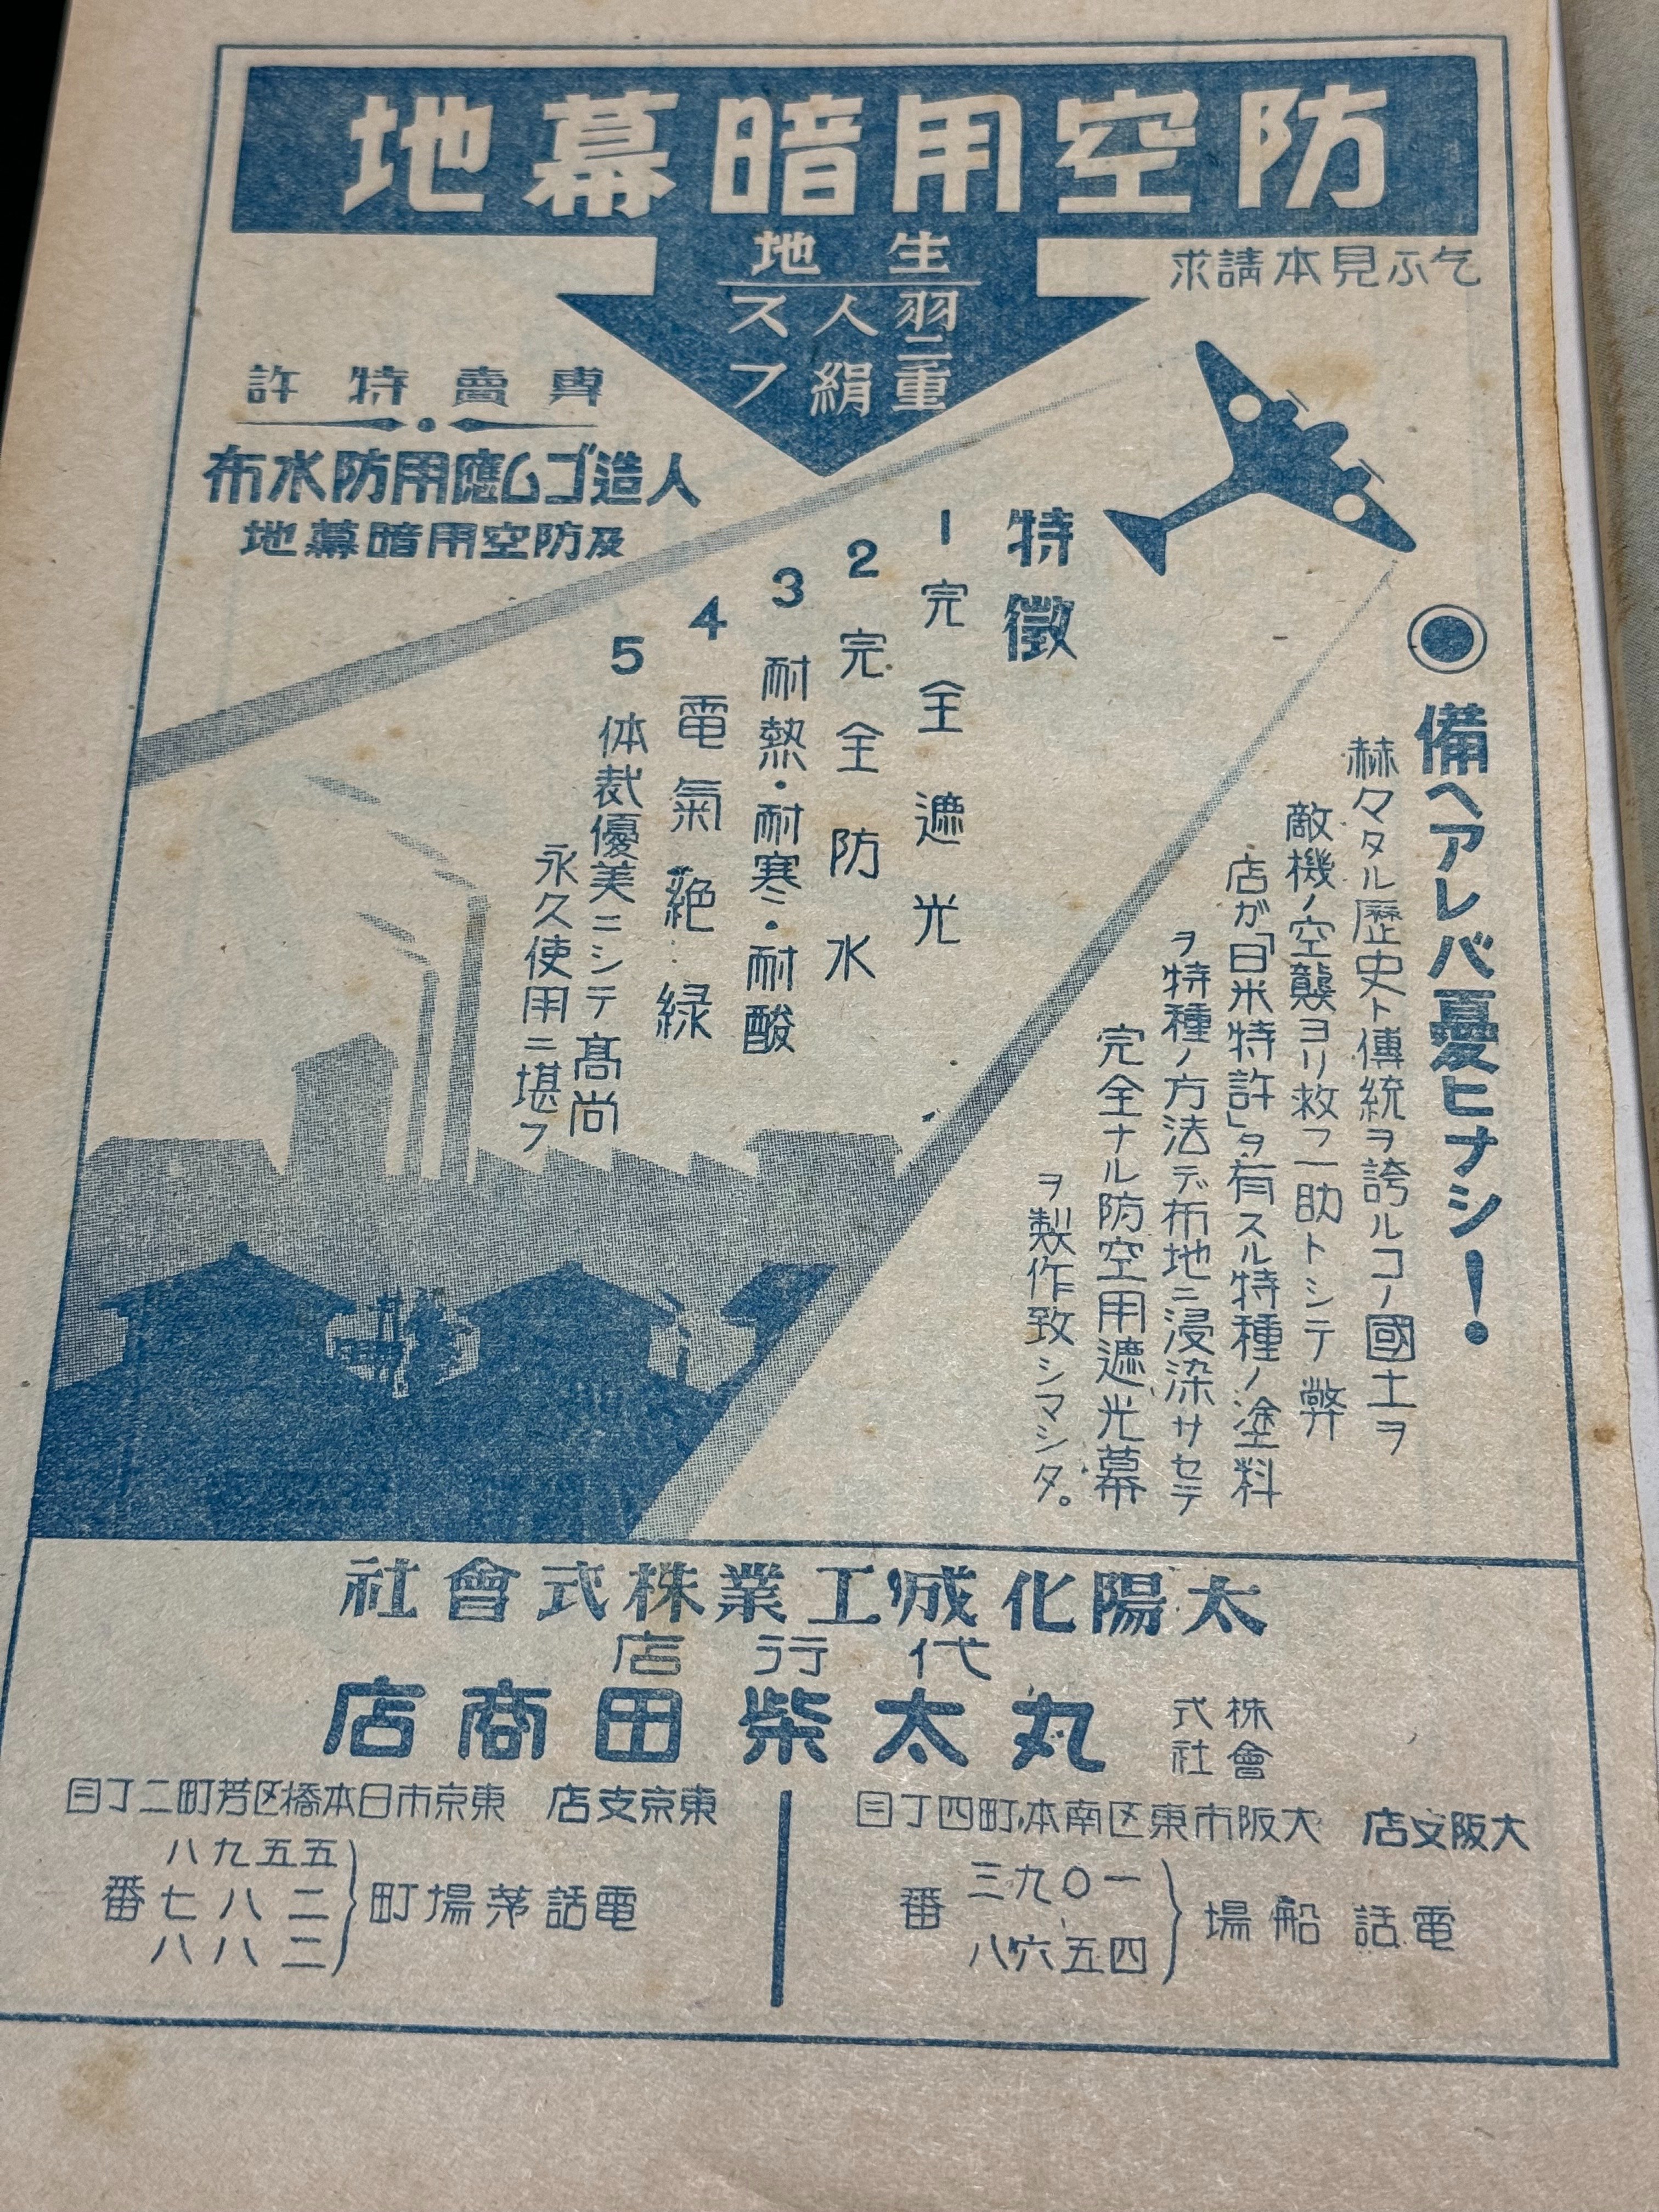 防空用暗幕地
乞ふ見本請求
生地
羽二重
人絹
スフ
專賣特許
人造ゴム應用防水布
及防空用暗幕地
◉備ヘアレバ憂ヒナシ!
赫々タル歷史ト傳統ヲ誇ルコノ國土ヲ
敵機ノ空襲ヨリ救フ一助トシテ弊
店が「日米特許」ヲ有スル特種ノ塗料
ヲ特種ノ方法デ布地ニ浸染サセテ
完全ナル防空用遮光幕
ヲ製作致シマシタ。
特徴
1 完全遮光
2 完全防水
3 耐熱・耐寒・耐酸
4 電氣絶緑
5 体裁優美ニシテ高尚
永久使用ニ堪フ
太陽化成工業株式會社
代行店
株式會社 丸太柴田商店
大阪支店 大阪市東区南本町四丁目
電話船場 一〇九三
四五六八 番
東京支店 東京市日本橋区芳町二丁目
電話茅場町 五五九八
二八七
二八八 番